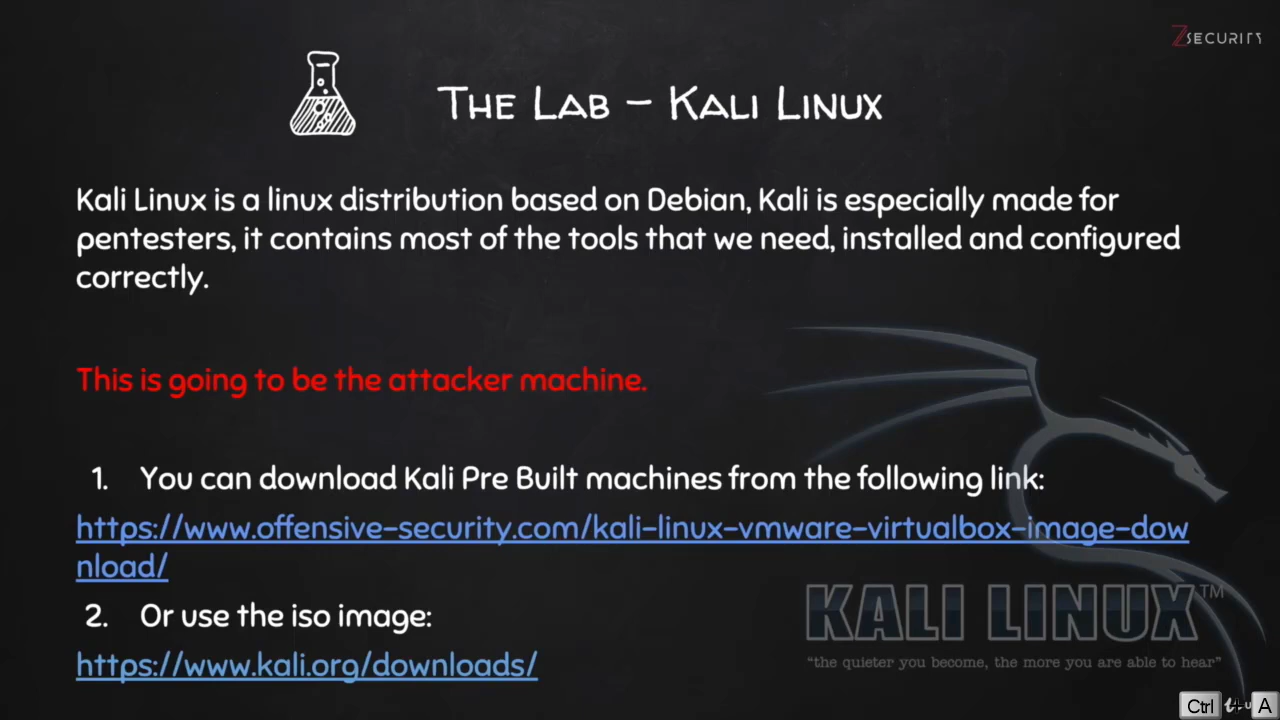 ZSECURITY
The Lab – Kali Linux
Kali Linux is a linux distribution based on Debian, Kali is especially made for
pentesters, it contains most of the tools that we need, installed and configured
correctly.
This is going to be the attacker machine.
1. You can download Kali Pre Built machines from the following link:
https://www.offensive-security.com/kali-linux-vmware-virtualbox-image-dow
nload/
2. Or use the iso image:
https://www.kali.org/downloads/
KALI LINUX™
“the quieter you become, the more you are able to hear”
Ctrl + A